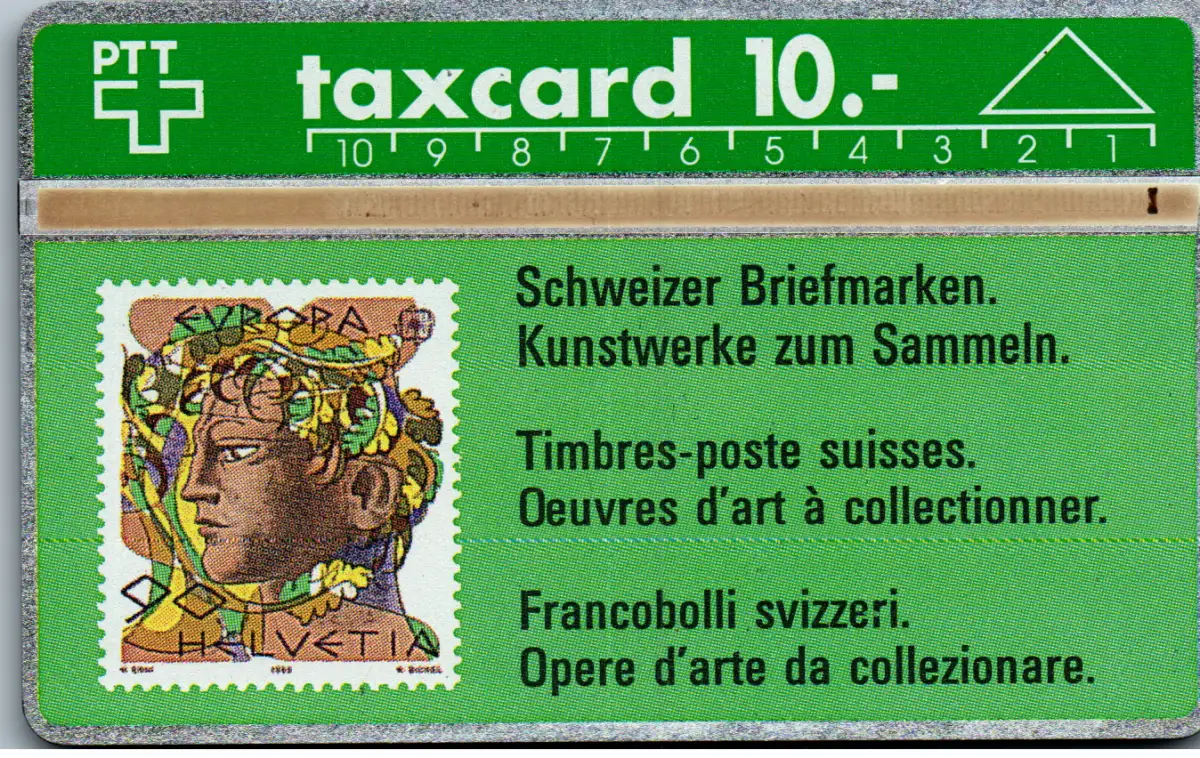 PTT
taxcard 10.-
10 9 8 7 6 5 4 3 2 1
EUROPA
90
HELVETIA
Schweizer Briefmarken.
Kunstwerke zum Sammeln.
Timbres-poste suisses.
Oeuvres d'art à collectionner.
Francobolli svizzeri.
Opere d'arte da collezionare.